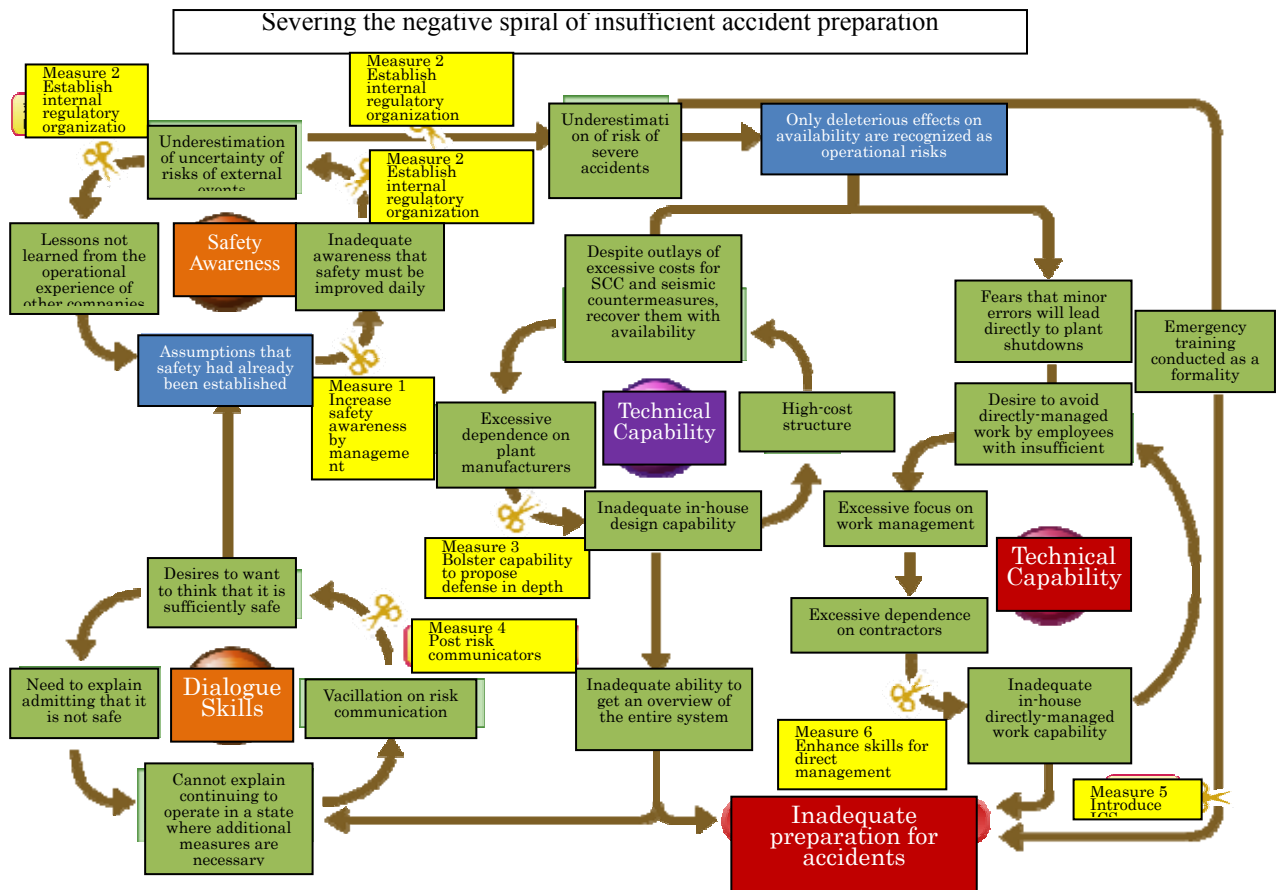 Severing the negative spiral of insufficient accident preparation
Measure 2
Establish
internal
regulatory
organizatio
Measure 2
Establish
internal
regulatory
organization
Underestimation
of uncertainty of
risks of external
events
Measure 2
Establish
internal
regulatory
organization
Underestimati
on of risk of
severe
accidents
Only deleterious effects on
availability are recognized as
operational risks
Lessons not
learned from the
operational
experience of
other companies
Safety
Awareness
Inadequate
awareness that
safety must be
improved daily
Despite outlays of
excessive costs for
SCC and seismic
countermeasures,
recover them with
availability
Fears that minor
errors will lead
directly to plant
shutdowns
Emergency
training
conducted as a
formality
Assumptions that
safety had already
been established
Measure 1
Increase
safety
awareness
by
manageme
nt
Excessive
dependence on
plant
manufacturers
Technical
Capability
High-cost
structure
Desire to avoid
directly-managed
work by employees
with insufficient
Inadequate in-house
design capability
Excessive focus on
work management
Measure 3
Bolster capability
to propose
defense in depth
Technical
Capability
Desires to want
to think that it is
sufficiently safe
Excessive dependence
on contractors
Measure 4
Post risk
communicators
Need to explain
admitting that it
is not safe
Dialogue
Skills
Vacillation on risk
communication
Inadequate ability to
get an overview of
the entire system
Inadequate
in-house
directly-managed
work capability
Measure 6
Enhance skills for
direct
management
Cannot explain
continuing to
operate in a state
where additional
measures are
necessary
Inadequate
preparation for
accidents
Measure 5
Introduce
ICS